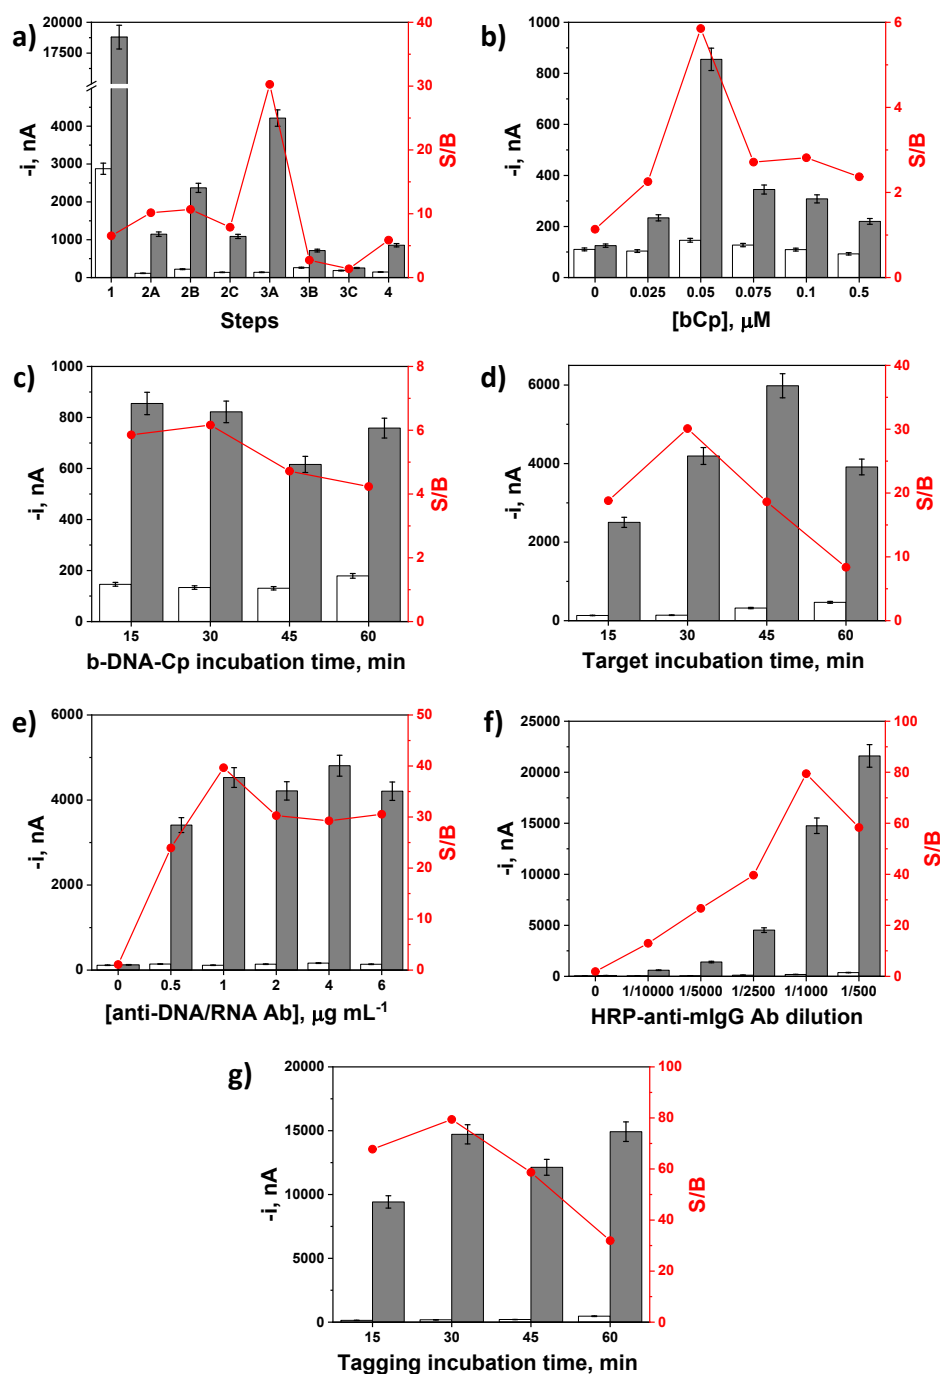 a)
20000
17500
4000
3000
2000
1000
0
-i, nA
40
30
20
10
0
S/B
1 2A 2B 2C 3A 3B 3C 4
Steps
b)
1000
800
600
400
200
0
-i, nA
6
4
2
0
S/B
0 0.025 0.05 0.075 0.1 0.5
[bCp], μM
c)
1000
800
600
400
200
0
-i, nA
8
6
4
2
0
S/B
15 30 45 60
b-DNA-Cp incubation time, min
d)
6000
4000
2000
0
-i, nA
40
30
20
10
0
S/B
15 30 45 60
Target incubation time, min
e)
6000
4000
2000
0
-i, nA
50
40
30
20
10
0
S/B
0 0.5 1 2 4 6
[anti-DNA/RNA Ab], μg mL-1
f)
25000
20000
15000
10000
5000
0
-i, nA
100
80
60
40
20
0
S/B
0 1/10000 1/5000 1/2500 1/1000 1/500
HRP-anti-mIgG Ab dilution
g)
20000
15000
10000
5000
0
-i, nA
100
80
60
40
20
0
S/B
15 30 45 60
Tagging incubation time, min